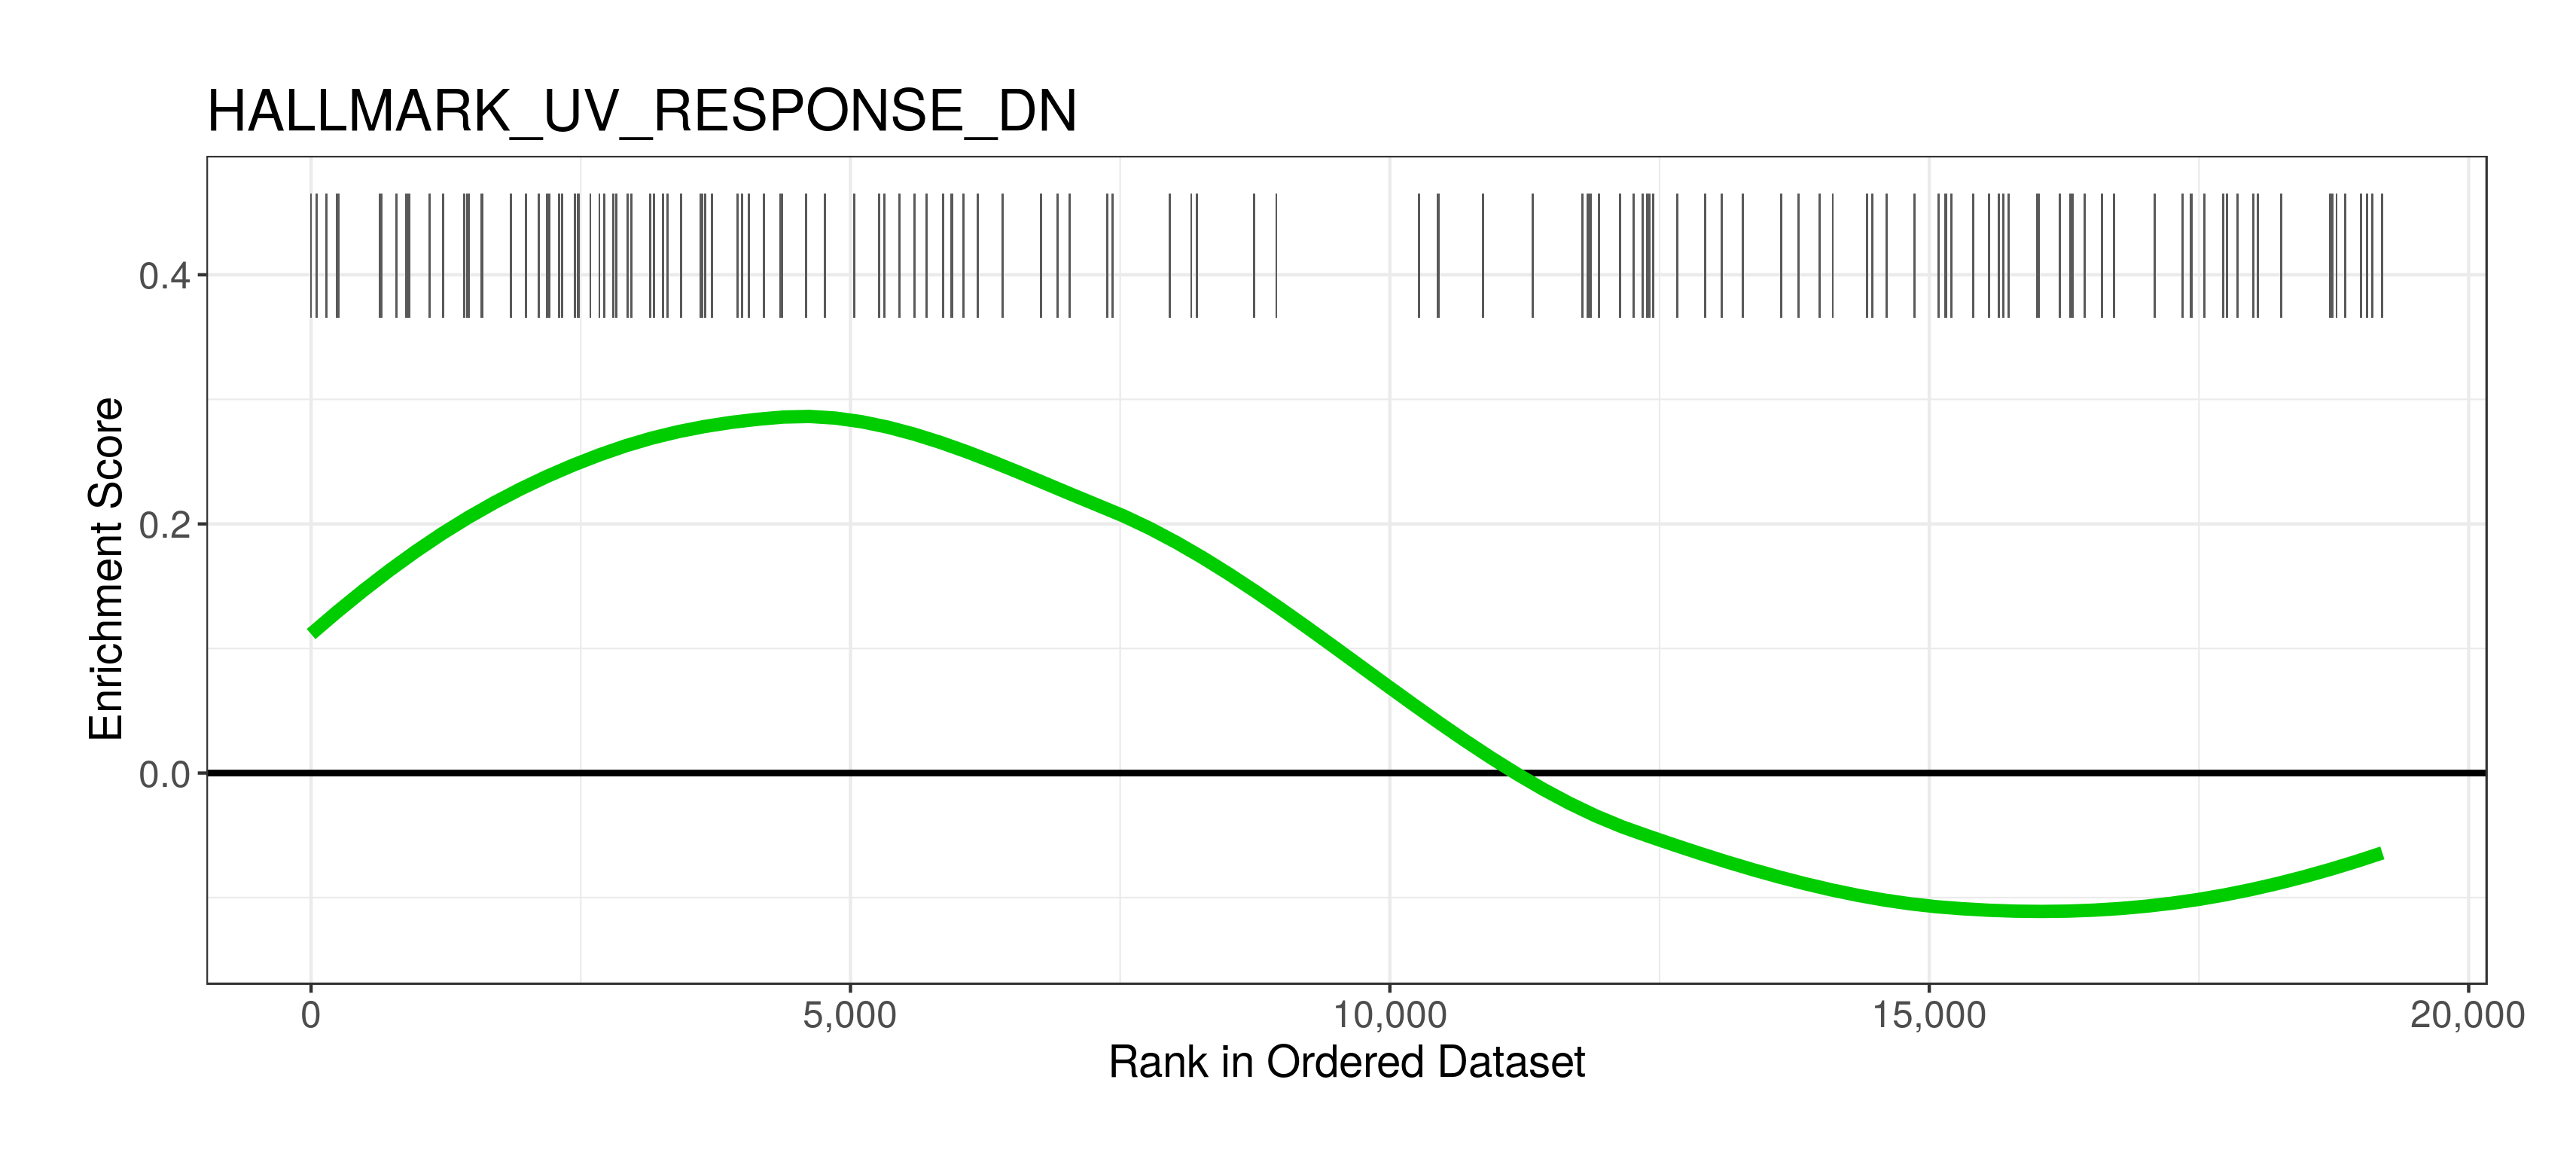 HALLMARK_UV_RESPONSE_DN
Enrichment Score
0.4
0.2
0.0
0
5,000
10,000
15,000
20,000
Rank in Ordered Dataset